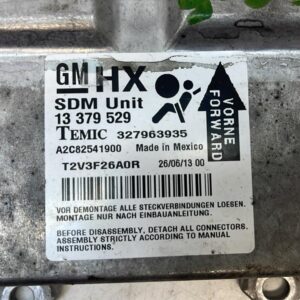 GM HX
SDM Unit
13 379 529
TEMIC 327963935
A2C82541900 Made in Mexico
T2V3F26A0R 26/06/13 00
VORNE
FORWARD
VOR DEMONTAGE ALLE STECKVERBINDUNGEN LOESEN.
MONTAGE NUR NACH EINBAUANLEITUNG.
BEFORE DISASSEMBLY, DETACH ALL CONNECTORS.
ASSEMBLY STRICTLY ACCORDING TO MANUAL
INSTRUCTIONS.